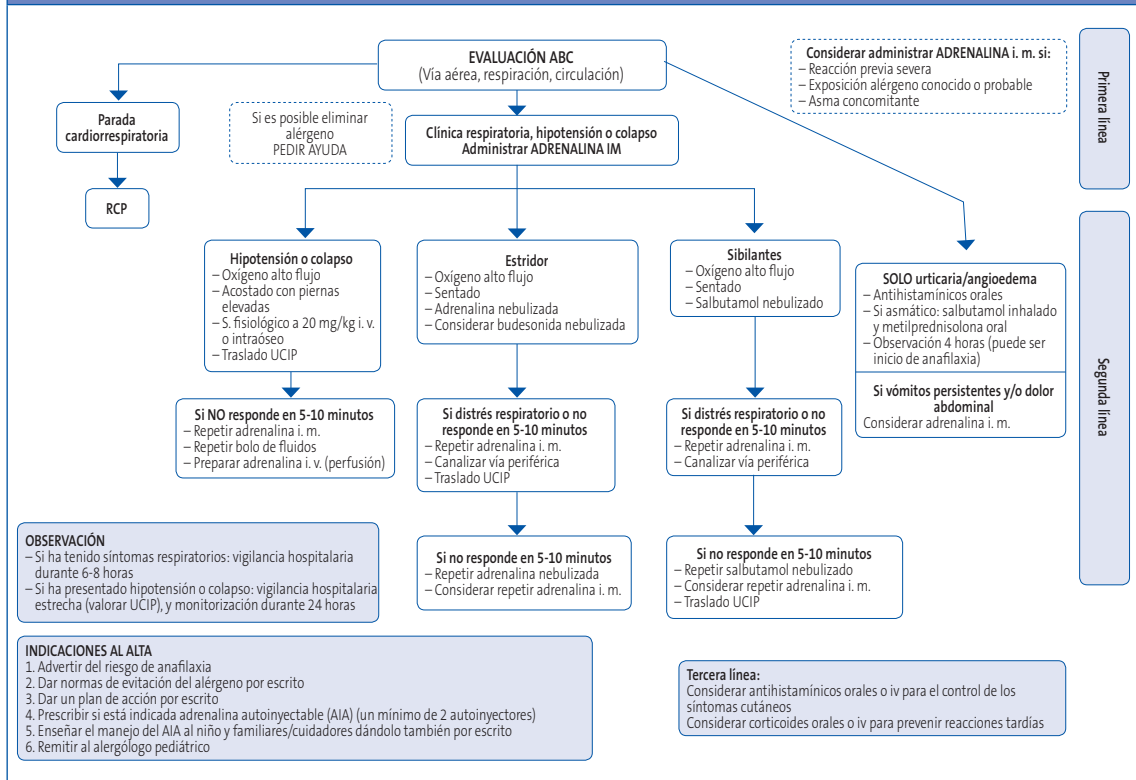 EVALUACIÓN ABC
(Vía aérea, respiración, circulación)
Considerar administrar ADRENALINA i. m. si:
– Reacción previa severa
– Exposición alérgeno conocido o probable
– Asma concomitante
Primera línea
Parada
cardiorrespiratoria
Si es posible eliminar
alérgeno
PEDIR AYUDA
Clínica respiratoria, hipotensión o colapso
Administrar ADRENALINA IM
RCP
Hipotensión o colapso
– Oxígeno alto flujo
– Acostado con piernas
elevadas
– S. fisiológico a 20 mg/kg i. v.
o intraóseo
– Traslado UCIP
Estridor
– Oxígeno alto flujo
– Sentado
– Adrenalina nebulizada
– Considerar budesonida nebulizada
Sibilantes
– Oxígeno alto flujo
– Sentado
– Salbutamol nebulizado
SOLO urticaria/angioedema
– Antihistamínicos orales
– Si asmático: salbutamol inhalado
y metilprednisolona oral
– Observación 4 horas (puede ser
inicio de anafilaxia)
Si vómitos persistentes y/o dolor
abdominal
Considerar adrenalina i. m.
Segunda línea
Si NO responde en 5-10 minutos
– Repetir adrenalina i. m.
– Repetir bolo de fluidos
– Preparar adrenalina i. v. (perfusión)
Si distrés respiratorio o no
responde en 5-10 minutos
– Repetir adrenalina i. m.
– Canalizar vía periférica
– Traslado UCIP
Si distrés respiratorio o no
responde en 5-10 minutos
– Repetir adrenalina i. m.
– Canalizar vía periférica
Si no responde en 5-10 minutos
– Repetir adrenalina nebulizada
– Considerar repetir adrenalina i. m.
Si no responde en 5-10 minutos
– Repetir salbutamol nebulizado
– Considerar repetir adrenalina i. m.
– Traslado UCIP
OBSERVACIÓN
– Si ha tenido síntomas respiratorios: vigilancia hospitalaria
durante 6-8 horas
– Si ha presentado hipotensión o colapso: vigilancia hospitalaria
estrecha (valorar UCIP), y monitorización durante 24 horas
INDICACIONES AL ALTA
1. Advertir del riesgo de anafilaxia
2. Dar normas de evitación del alérgeno por escrito
3. Dar un plan de acción por escrito
4. Prescribir si está indicada adrenalina autoinyectable (AIA) (un mínimo de 2 autoinyectores)
5. Enseñar el manejo del AIA al niño y familiares/cuidadores dándolo también por escrito
6. Remitir al alergólogo pediátrico
Tercera línea:
Considerar antihistamínicos orales o iv para el control de los
síntomas cutáneos
Considerar corticoides orales o iv para prevenir reacciones tardías